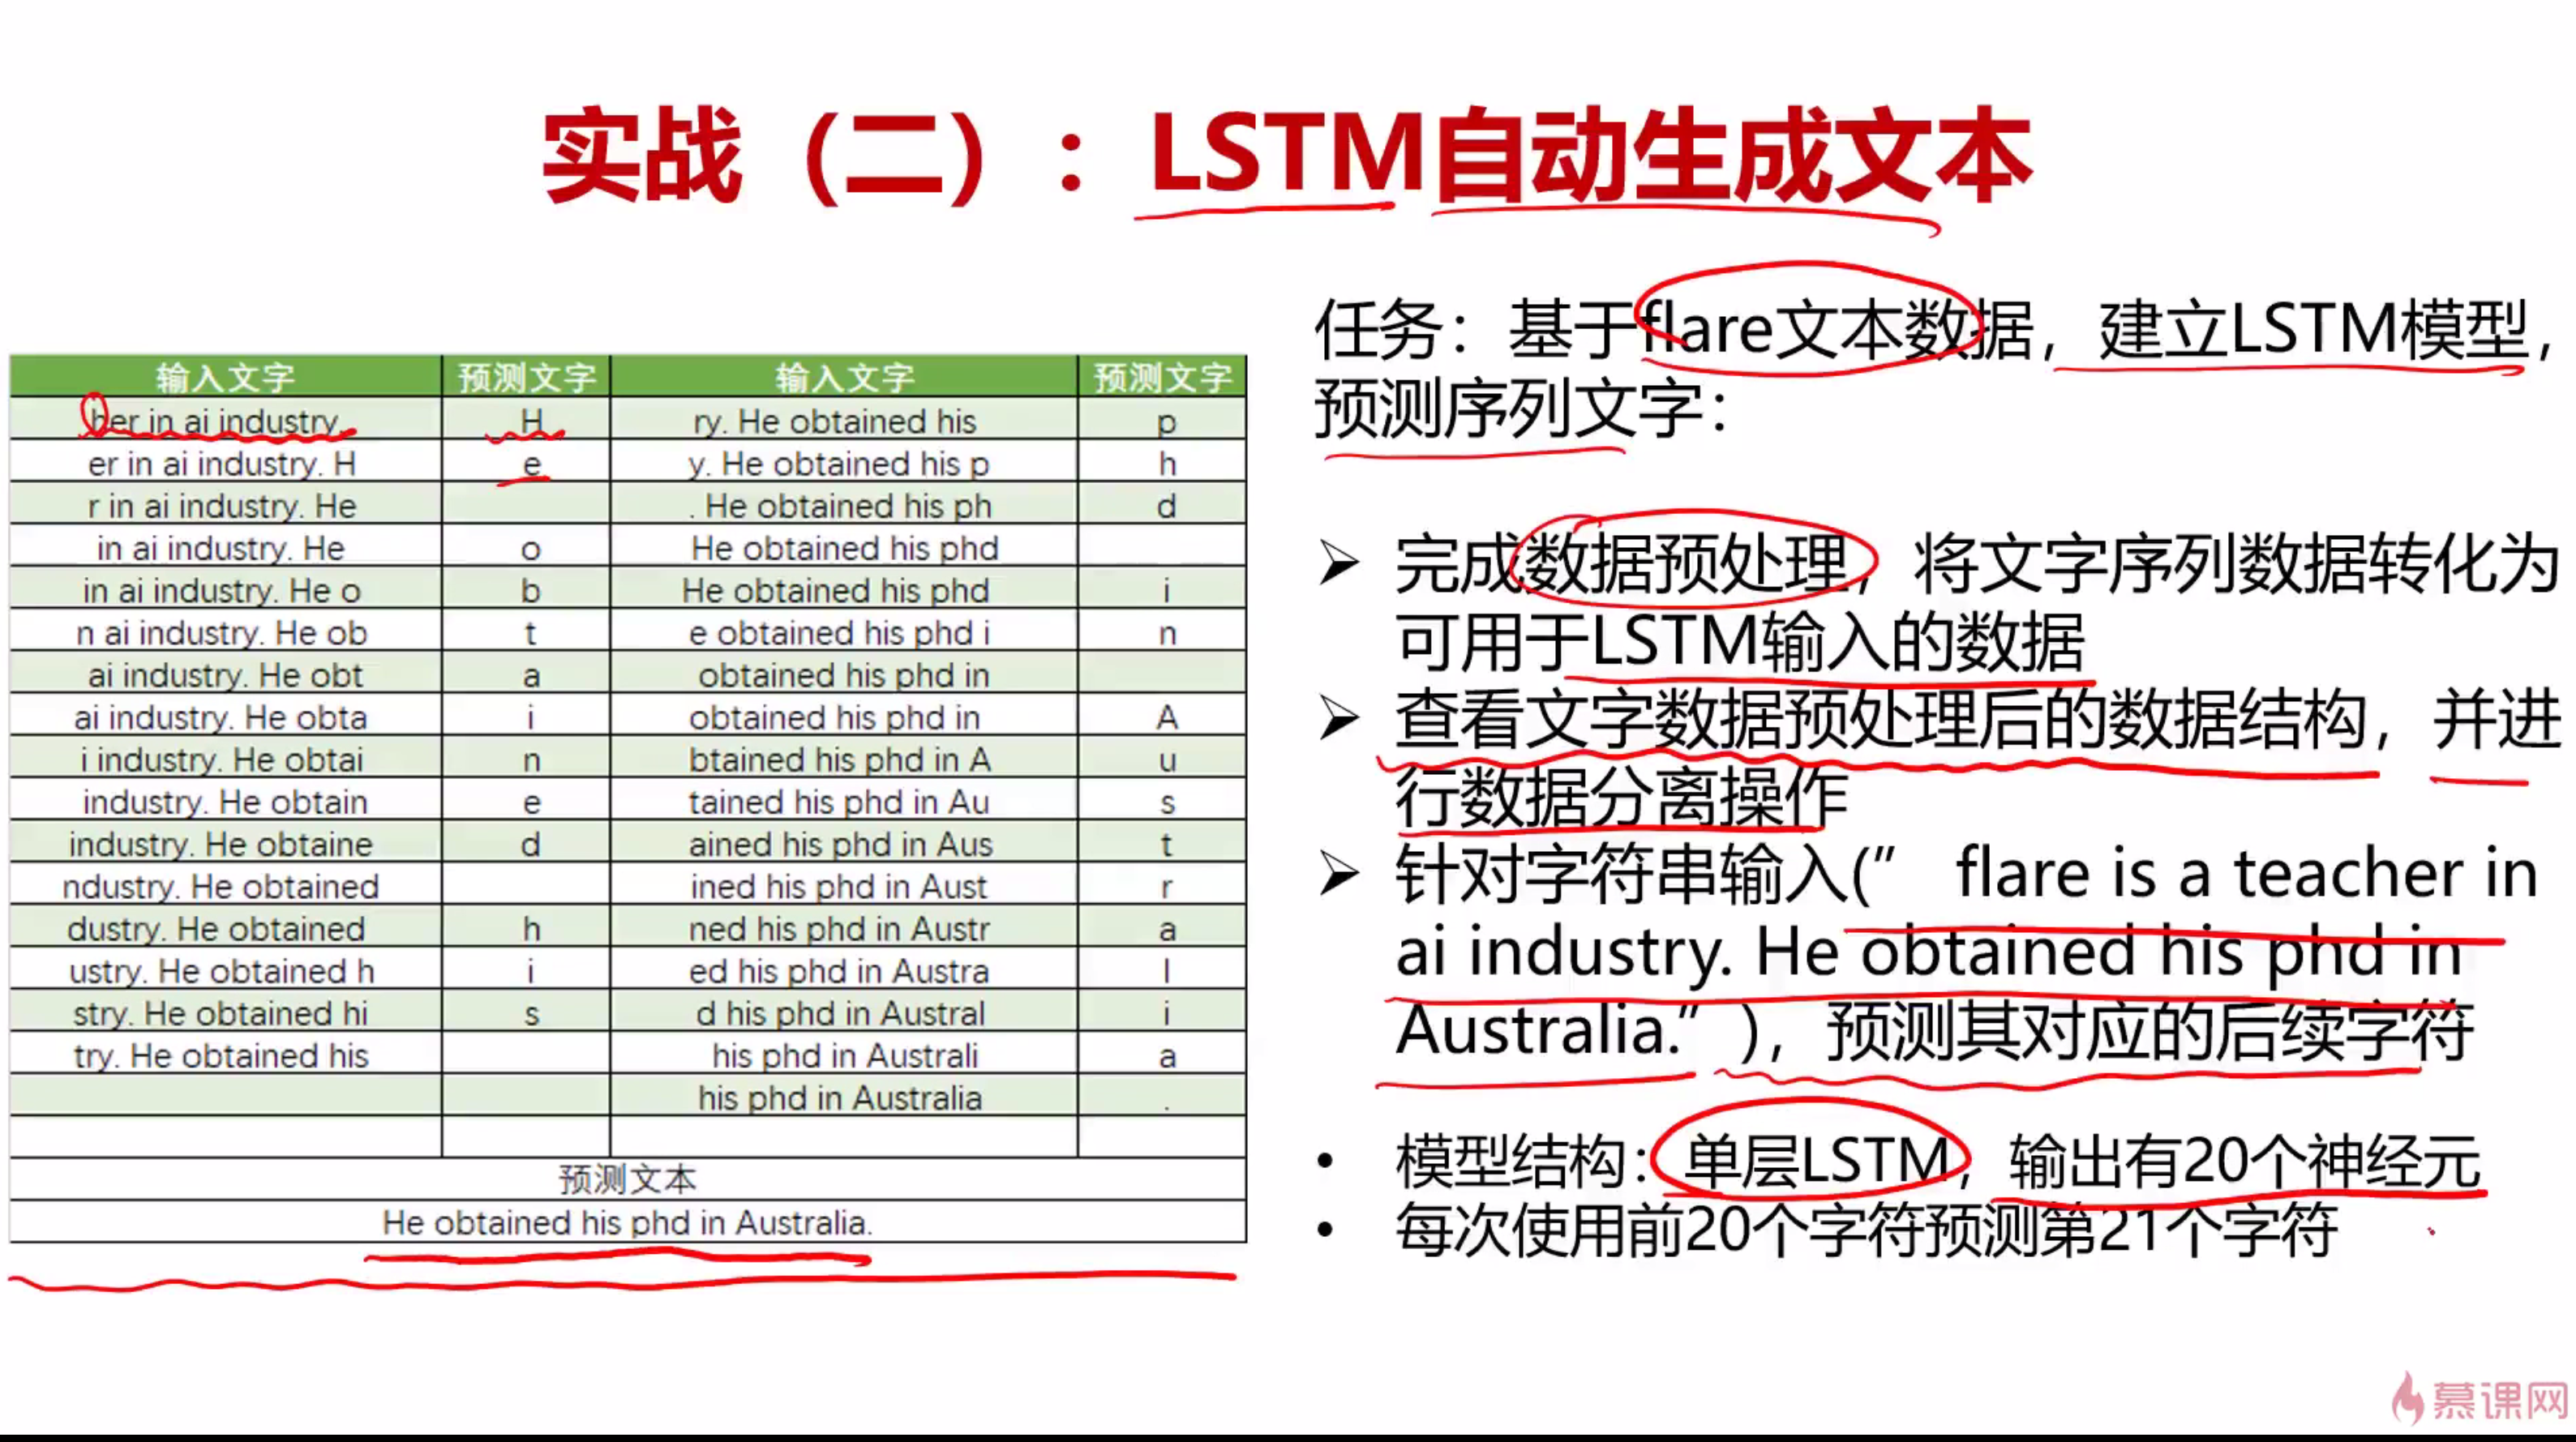 实战（二）：LSTM自动生成文本
输入文字 预测文字 输入文字 预测文字
her in ai industry. H ry. He obtained his p
er in ai industry. H e y. He obtained his p h
r in ai industry. He . He obtained his ph d
in ai industry. He o He obtained his phd
in ai industry. He o b He obtained his phd i
n ai industry. He ob t e obtained his phd i n
ai industry. He obt a obtained his phd in
ai industry. He obta i obtained his phd in A
i industry. He obtai n btained his phd in A u
industry. He obtain e tained his phd in Au s
industry. He obtaine d ained his phd in Aus t
ndustry. He obtained ined his phd in Aust r
dustry. He obtained h ned his phd in Austr a
ustry. He obtained h i ed his phd in Austra l
stry. He obtained hi s d his phd in Austral i
try. He obtained his his phd in Australi a
his phd in Australia .
预测文本
He obtained his phd in Australia.
任务：基于flare文本数据，建立LSTM模型，
预测序列文字：
➢ 完成数据预处理，将文字序列数据转化为
可用于LSTM输入的数据
➢ 查看文字数据预处理后的数据结构，并进
行数据分离操作
➢ 针对字符串输入(” flare is a teacher in
ai industry. He obtained his phd in
Australia.”)，预测其对应的后续字符
• 模型结构：单层LSTM，输出有20个神经元
• 每次使用前20个字符预测第21个字符
慕课网